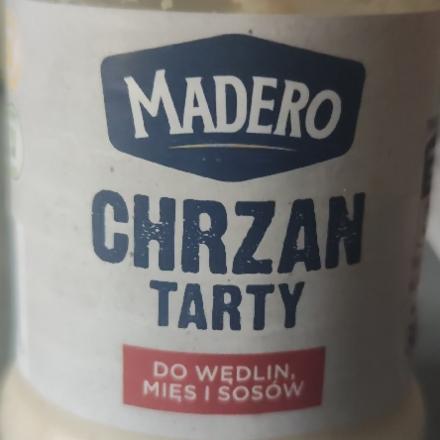 MADERO
CHRZAN
TARTY
DO WĘDLIN,
MIĘS I SOSÓW